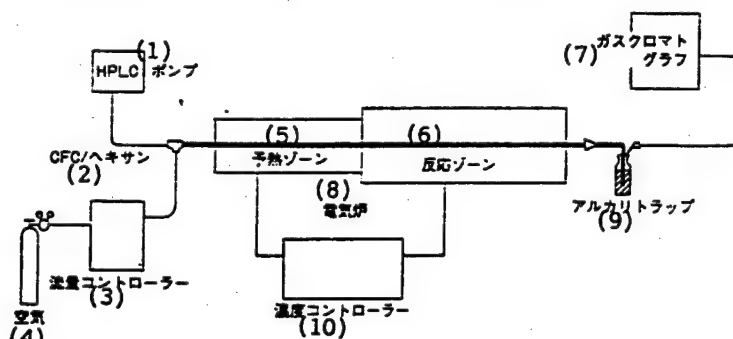 (1)
HPLC ポンプ
(7) ガスクロマト
グラフ
(5)
予熱ゾーン
(6)
反応ゾーン
CFC/ヘキサン
(2)
(8)
電気炉
アルカリトラップ
(9)
流量コントローラー
(3)
温度コントローラー
(10)
空気
(4)